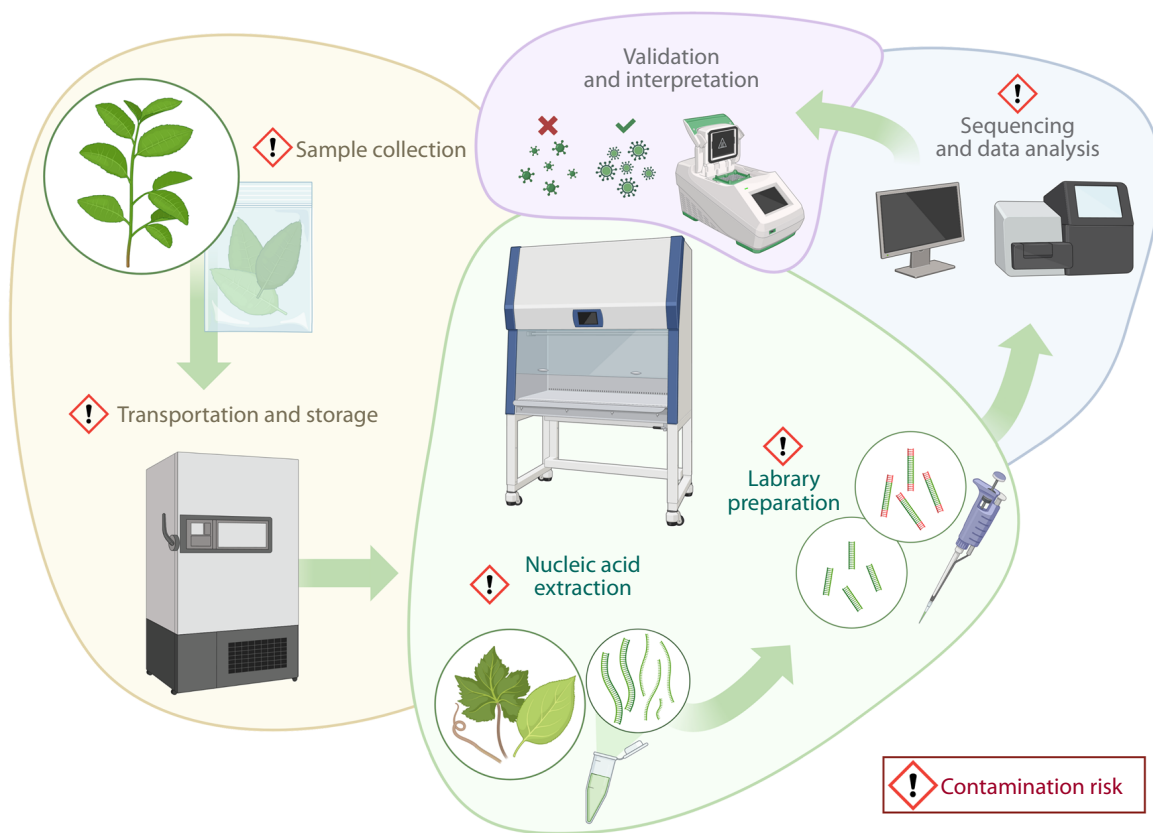 Sample collection
Transportation and storage
Nucleic acid
extraction
Labrary
preparation
Sequencing
and data analysis
Validation
and interpretation
Contamination risk